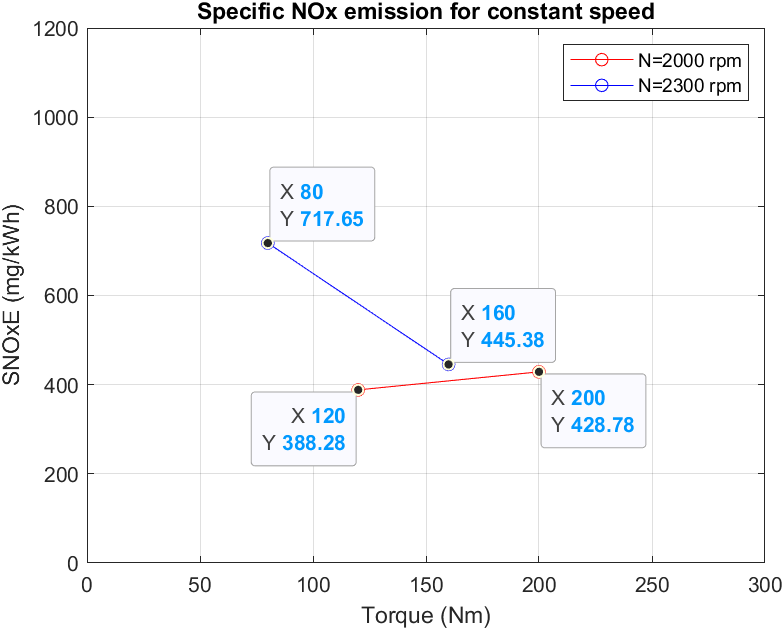 Specific NOx emission for constant speed
1200
1000
800
600
400
200
0
SNOxE (mg/kWh)
N=2000 rpm
N=2300 rpm
X 80
Y 717.65
X 160
Y 445.38
X 120
Y 388.28
X 200
Y 428.78
0 50 100 150 200 250 300
Torque (Nm)